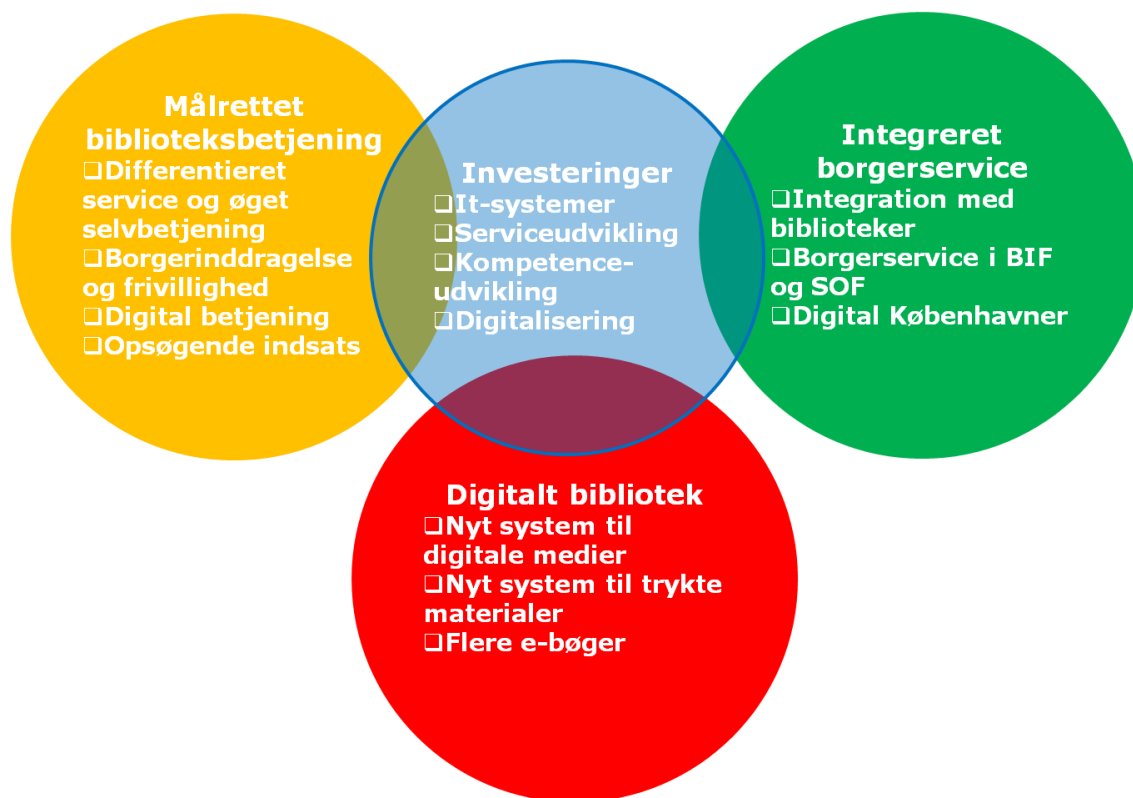 Målrettet
biblioteksbetjening
❑Differentieret
service og øget
selvbetjening
❑Borgerinddragelse
og frivillighed
❑Digital betjening
❑Opsøgende indsats
Investeringer
❑It-systemer
❑Serviceudvikling
❑Kompetence-
udvikling
❑Digitalisering
Integreret
borgerservice
❑Integration med
biblioteker
❑Borgerservice i BIF
og SOF
❑Digital Københavner
Digitalt bibliotek
❑Nyt system til
digitale medier
❑Nyt system til trykte
materialer
❑Flere e-bøger